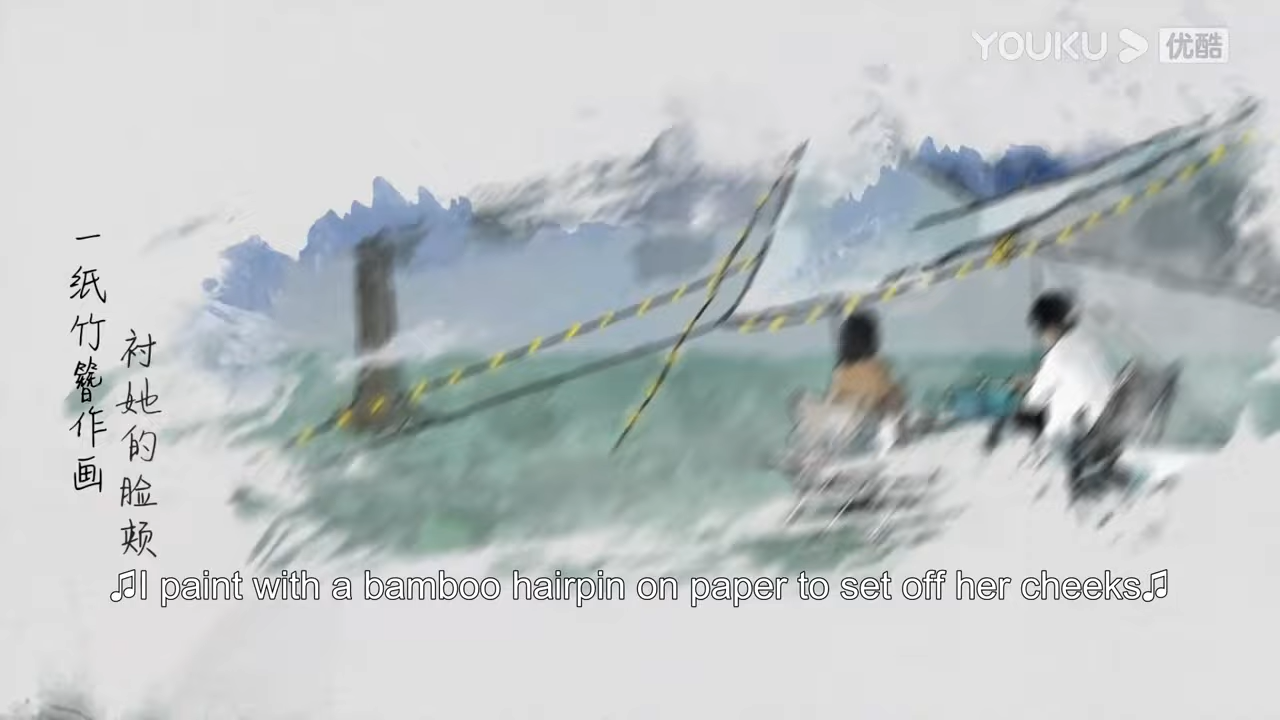 YOUKU 优酷
一纸竹簪作画
衬她的脸颊
♫I paint with a bamboo hairpin on paper to set off her cheeks♫